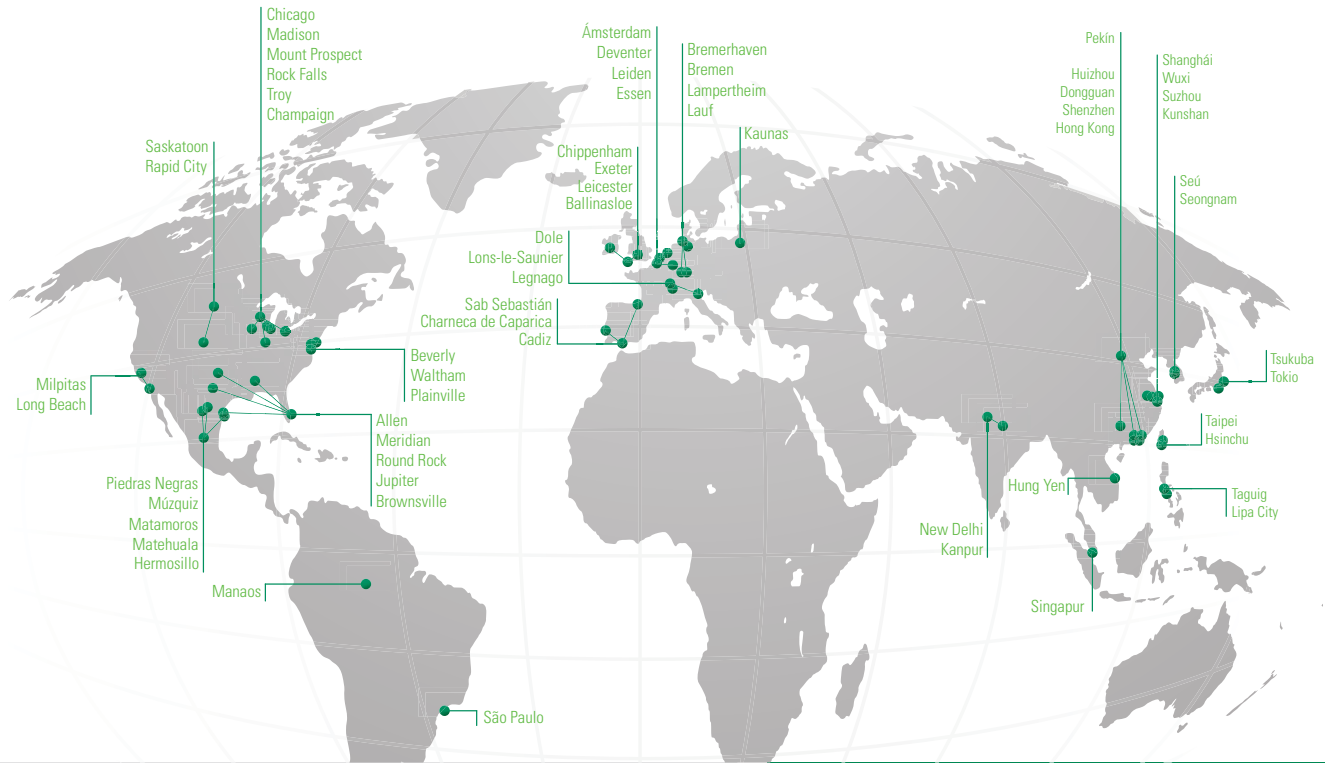 Chicago
Madison
Mount Prospect
Rock Falls
Troy
Champaign
Saskatoon
Rapid City
Ámsterdam
Deventer
Leiden
Essen
Bremerhaven
Bremen
Lampertheim
Lauf
Kaunas
Chippenham
Exeter
Leicester
Ballinasloe
Dole
Lons-le-Saunier
Legnago
Sab Sebastián
Charneca de Caparica
Cadiz
Pekín
Huizhou
Dongguan
Shenzhen
Hong Kong
Shanghái
Wuxi
Suzhou
Kunshan
Seú
Seongnam
Tsukuba
Tokio
Taipei
Hsinchu
Taguig
Lipa City
Hung Yen
New Delhi
Kanpur
Singapur
Milpitas
Long Beach
Beverly
Waltham
Plainville
Allen
Meridian
Round Rock
Jupiter
Brownsville
Piedras Negras
Múzquiz
Matamoros
Matehuala
Hermosillo
Manaos
São Paulo